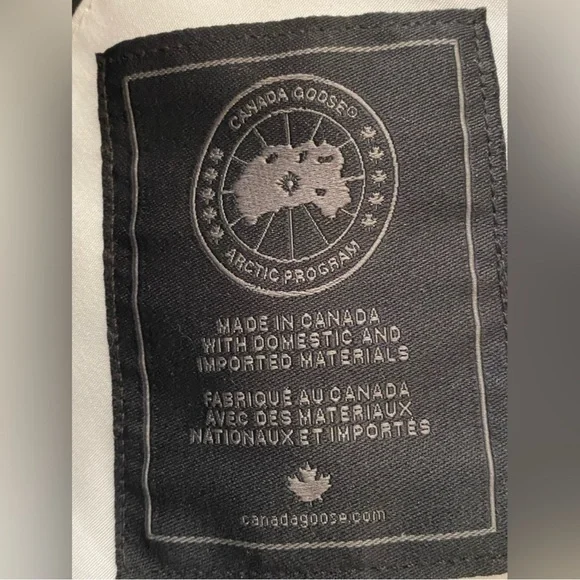 CANADA GOOSE®
ARCTIC PROGRAM
MADE IN CANADA
WITH DOMESTIC AND
IMPORTED MATERIALS
FABRIQUÉ AU CANADA
AVEC DES MATERIAUX
NATIONAUX ET IMPORTÉS
canadagoose.com